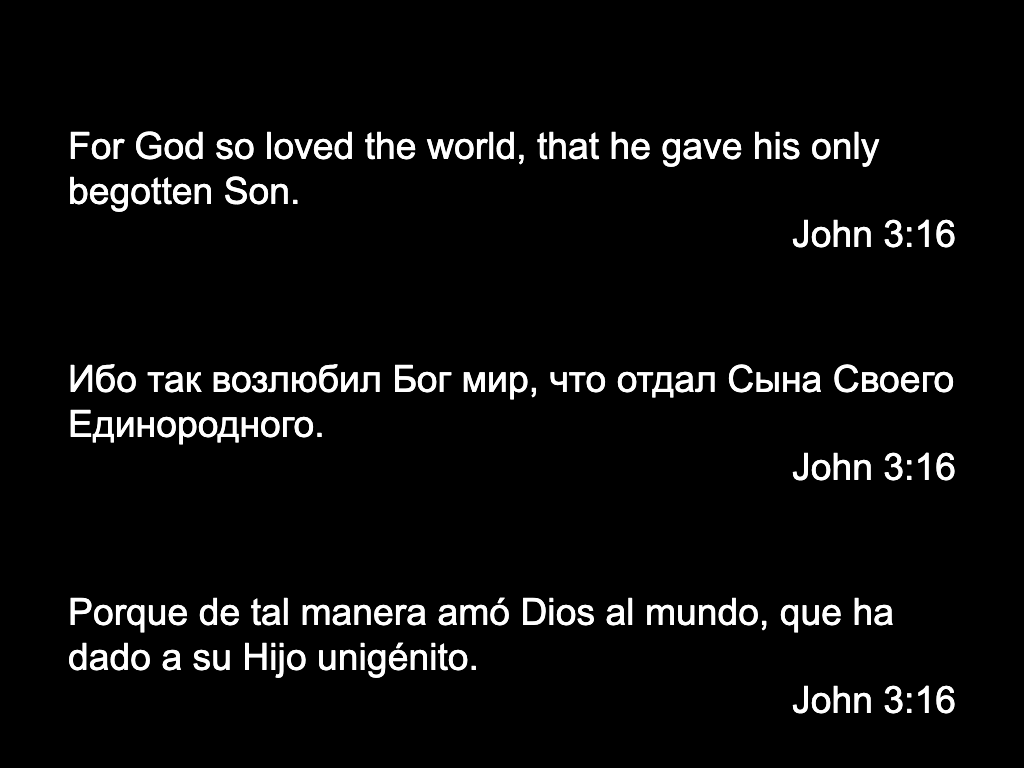 For God so loved the world, that he gave his only
begotten Son.
John 3:16
Ибо так возлюбил Бог мир, что отдал Сына Своего
Единородного.
John 3:16
Porque de tal manera amó Dios al mundo, que ha
dado a su Hijo unigénito.
John 3:16